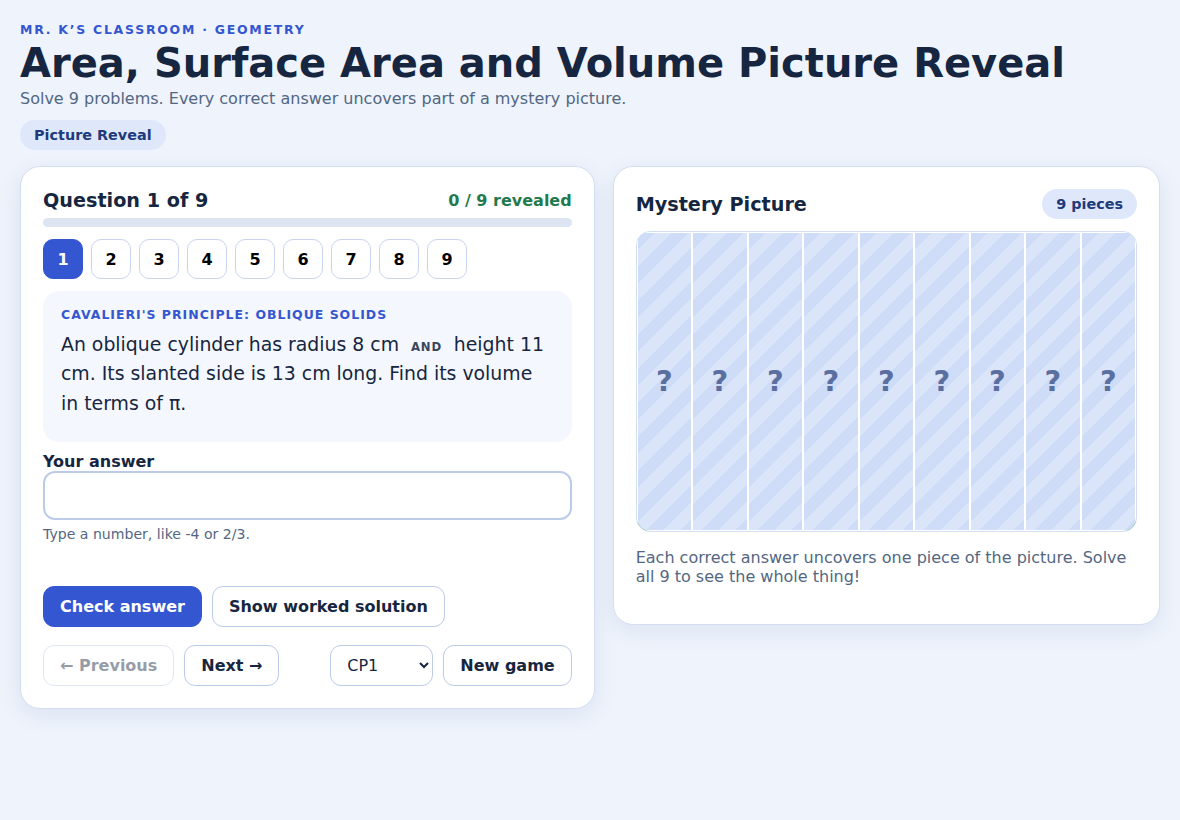 MR. K’S CLASSROOM · GEOMETRY
Area, Surface Area and Volume Picture Reveal
Solve 9 problems. Every correct answer uncovers part of a mystery picture.
Picture Reveal
Question 1 of 9
0 / 9 revealed
1 2 3 4 5 6 7 8 9
CAVALIERI'S PRINCIPLE: OBLIQUE SOLIDS
An oblique cylinder has radius 8 cm AND height 11
cm. Its slanted side is 13 cm long. Find its volume
in terms of π.
Your answer
Type a number, like -4 or 2/3.
Check answer
Show worked solution
← Previous
Next →
CP1
New game
Mystery Picture
9 pieces
? ? ? ? ? ? ? ? ?
Each correct answer uncovers one piece of the picture. Solve
all 9 to see the whole thing!